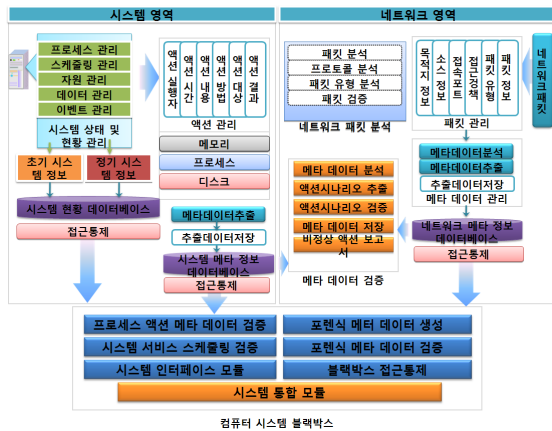 시스템 영역
프로세스 관리
스케줄링 관리
자원 관리
데이터 관리
이벤트 관리
시스템 상태 및
현황 관리
초기 시스
템 정보
정기 시스
템 정보
시스템 현황 데이터베이스
접근통제
액션 실행자
액션 시간
액션 내용
액션 방법
액션 대상
액션 결과
액션 관리
메모리
프로세스
디스크
메타데이터추출
추출데이터저장
시스템 메타 정보
데이터베이스
접근통제
네트워크 영역
패킷 분석
프로토콜 분석
패킷 유형 분석
패킷 검증
네트워크 패킷 분석
목적지 정보
소스 정보
접속포트
접근정책
패킷 유형
패킷 정보
패킷 관리
네트워크패킷
메타 데이터 분석
액션시나리오 추출
액션시나리오 검증
메타 데이터 저장
비정상 액션 보고
서
메타 데이터 검증
메타데이터분석
메타데이터추출
추출데이터저장
메타 데이터 관리
네트워크 메타 정보
데이터베이스
접근통제
프로세스 액션 메타 데이터 검증
포렌식 메터 데이터 생성
시스템 서비스 스케줄링 검증
포렌식 메타 데이터 검증
시스템 인터페이스 모듈
블랙박스 접근통제
시스템 통합 모듈
컴퓨터 시스템 블랙박스